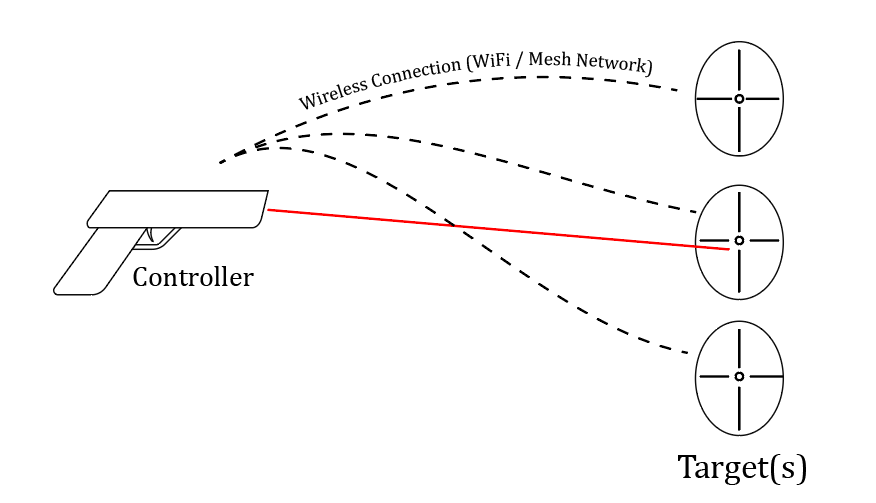 Wireless Connection (WiFi / Mesh Network)
Controller
Target(s)